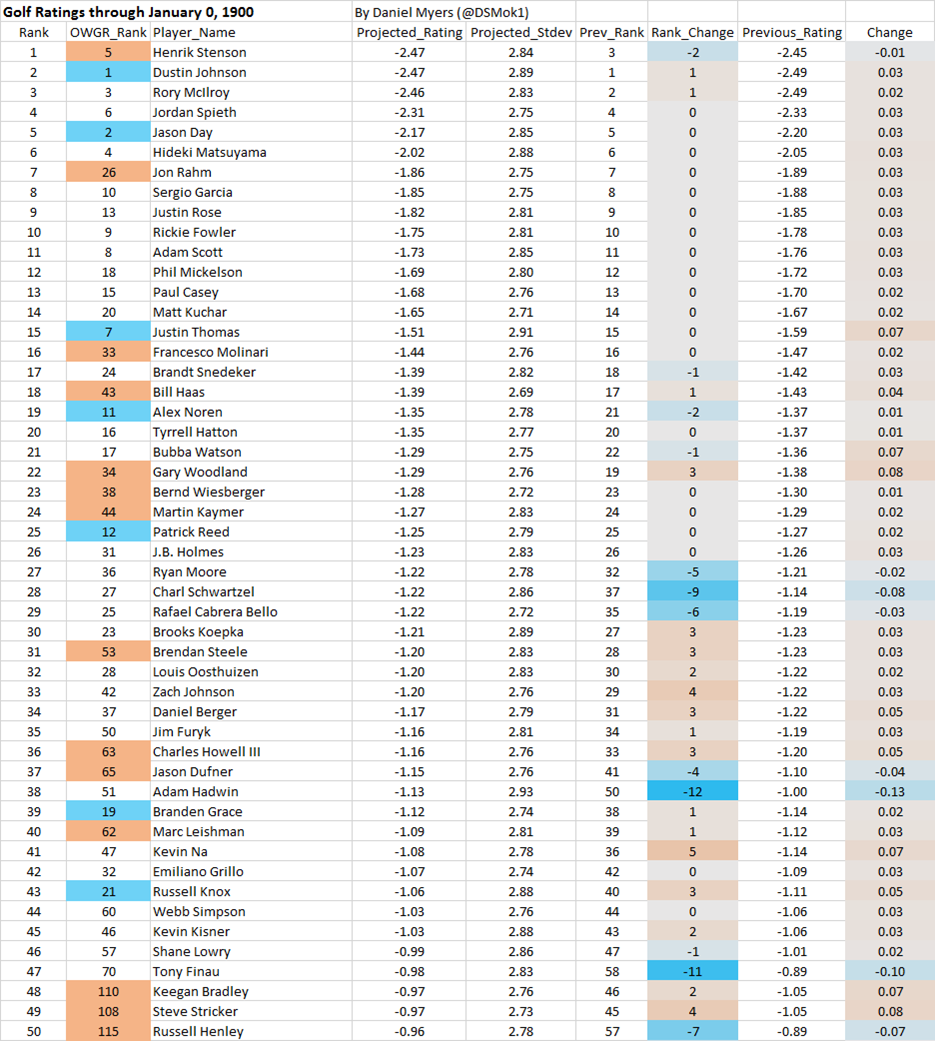 Golf Ratings through January 0, 1900 By Daniel Myers (@DSMok1)
Rank OWGR_Rank Player_Name Projected_Rating Projected_Stdev Prev_Rank Rank_Change Previous_Rating Change
1 5 Henrik Stenson -2.47 2.84 3 -2 -2.45 -0.01
2 1 Dustin Johnson -2.47 2.89 1 1 -2.49 0.03
3 3 Rory McIlroy -2.46 2.83 2 1 -2.49 0.02
4 6 Jordan Spieth -2.31 2.75 4 0 -2.33 0.03
5 2 Jason Day -2.17 2.85 5 0 -2.20 0.03
6 4 Hideki Matsuyama -2.02 2.88 6 0 -2.05 0.03
7 26 Jon Rahm -1.86 2.75 7 0 -1.89 0.03
8 10 Sergio Garcia -1.85 2.75 8 0 -1.88 0.03
9 13 Justin Rose -1.82 2.81 9 0 -1.85 0.03
10 9 Rickie Fowler -1.75 2.81 10 0 -1.78 0.03
11 8 Adam Scott -1.73 2.85 11 0 -1.76 0.03
12 18 Phil Mickelson -1.69 2.80 12 0 -1.72 0.03
13 15 Paul Casey -1.68 2.76 13 0 -1.70 0.02
14 20 Matt Kuchar -1.65 2.71 14 0 -1.67 0.02
15 7 Justin Thomas -1.51 2.91 15 0 -1.59 0.07
16 33 Francesco Molinari -1.44 2.76 16 0 -1.47 0.02
17 24 Brandt Snedeker -1.39 2.82 18 -1 -1.42 0.03
18 43 Bill Haas -1.39 2.69 17 1 -1.43 0.04
19 11 Alex Noren -1.35 2.78 21 -2 -1.37 0.01
20 16 Tyrrell Hatton -1.35 2.77 20 0 -1.37 0.01
21 17 Bubba Watson -1.29 2.75 22 -1 -1.36 0.07
22 34 Gary Woodland -1.29 2.76 19 3 -1.38 0.08
23 38 Bernd Wiesberger -1.28 2.72 23 0 -1.30 0.01
24 44 Martin Kaymer -1.27 2.83 24 0 -1.29 0.02
25 12 Patrick Reed -1.25 2.79 25 0 -1.27 0.02
26 31 J.B. Holmes -1.23 2.83 26 0 -1.26 0.03
27 36 Ryan Moore -1.22 2.78 32 -5 -1.21 -0.02
28 27 Charl Schwartzel -1.22 2.86 37 -9 -1.14 -0.08
29 25 Rafael Cabrera Bello -1.22 2.72 35 -6 -1.19 -0.03
30 23 Brooks Koepka -1.21 2.89 27 3 -1.23 0.03
31 53 Brendan Steele -1.20 2.83 28 3 -1.23 0.03
32 28 Louis Oosthuizen -1.20 2.83 30 2 -1.22 0.02
33 42 Zach Johnson -1.20 2.76 29 4 -1.22 0.03
34 37 Daniel Berger -1.17 2.79 31 3 -1.22 0.05
35 50 Jim Furyk -1.16 2.81 34 1 -1.19 0.03
36 63 Charles Howell III -1.16 2.76 33 3 -1.20 0.05
37 65 Jason Dufner -1.15 2.76 41 -4 -1.10 -0.04
38 51 Adam Hadwin -1.13 2.93 50 -12 -1.00 -0.13
39 19 Branden Grace -1.12 2.74 38 1 -1.14 0.02
40 62 Marc Leishman -1.09 2.81 39 1 -1.12 0.03
41 47 Kevin Na -1.08 2.78 36 5 -1.14 0.07
42 32 Emiliano Grillo -1.07 2.74 42 0 -1.09 0.03
43 21 Russell Knox -1.06 2.88 40 3 -1.11 0.05
44 60 Webb Simpson -1.03 2.76 44 0 -1.06 0.03
45 46 Kevin Kisner -1.03 2.88 43 2 -1.06 0.03
46 57 Shane Lowry -0.99 2.86 47 -1 -1.01 0.02
47 70 Tony Finau -0.98 2.83 58 -11 -0.89 -0.10
48 110 Keegan Bradley -0.97 2.76 46 2 -1.05 0.07
49 108 Steve Stricker -0.97 2.73 45 4 -1.05 0.08
50 115 Russell Henley -0.96 2.78 57 -7 -0.89 -0.07